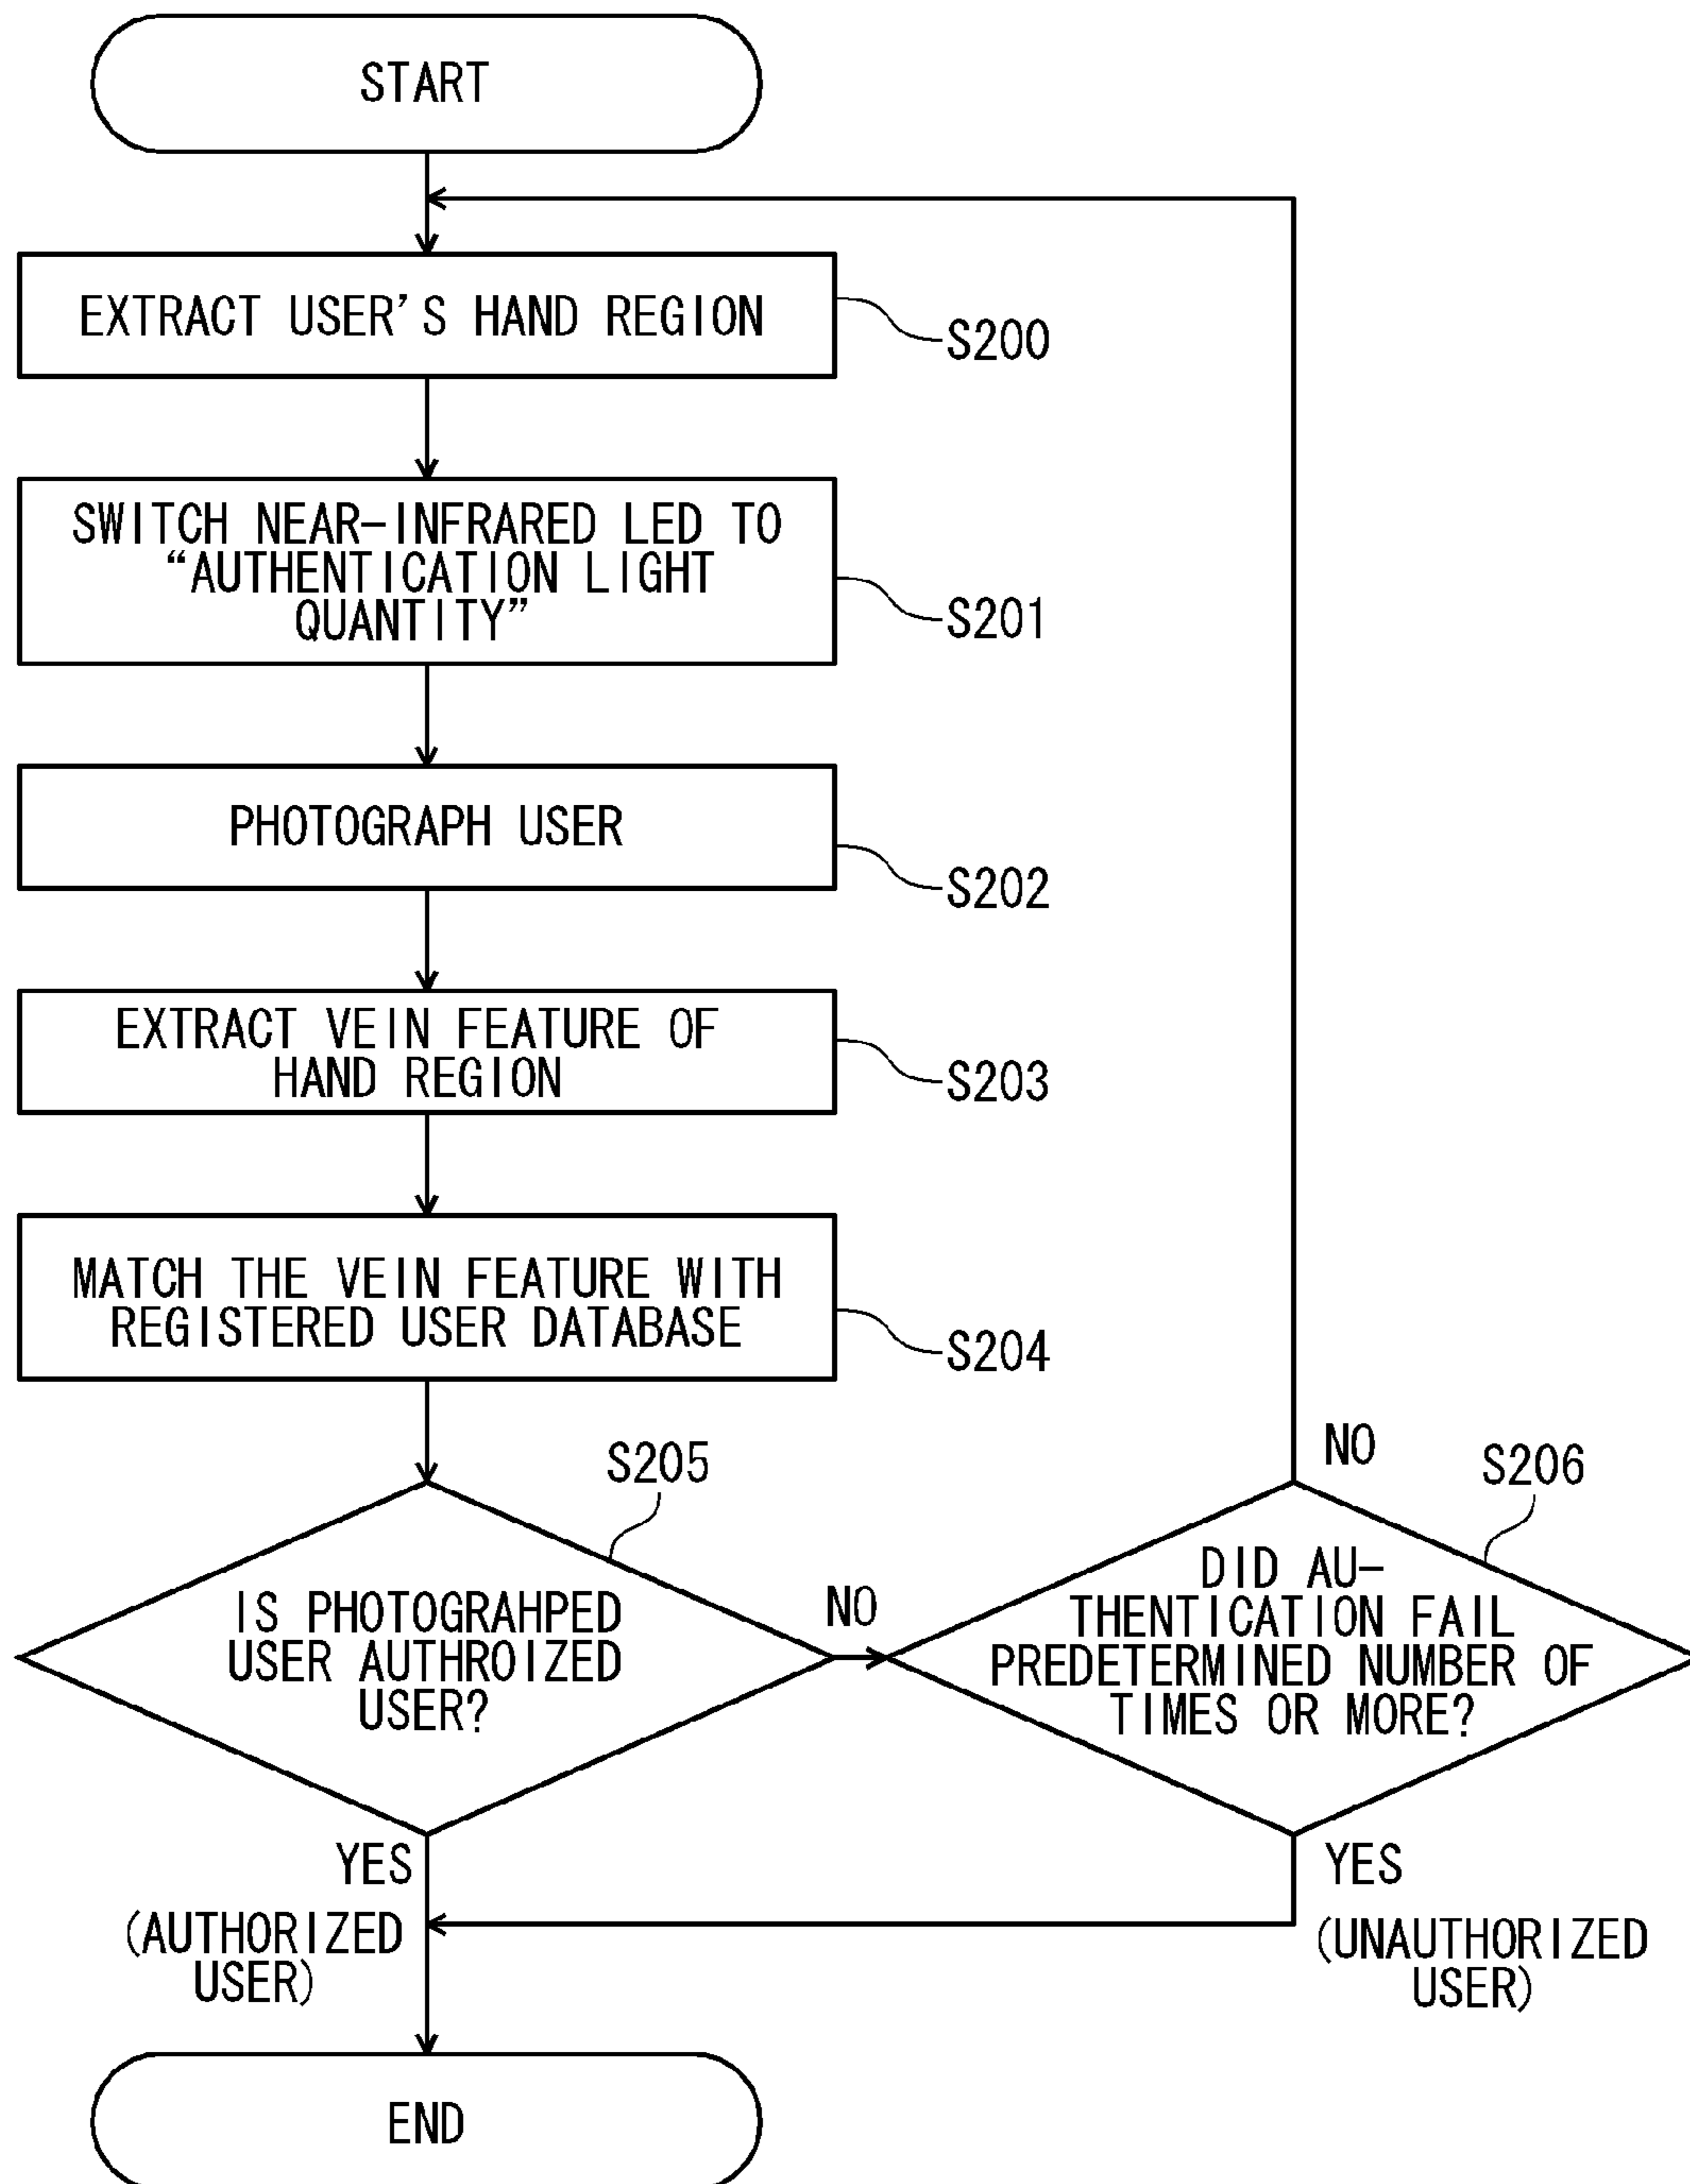 START
EXTRACT USER'S HAND REGION
S200
SWITCH NEAR-INFRARED LED TO
“AUTHENTICATION LIGHT
QUANTITY”
S201
PHOTOGRAPH USER
S202
EXTRACT VEIN FEATURE OF
HAND REGION
S203
MATCH THE VEIN FEATURE WITH
REGISTERED USER DATABASE
S204
S205
IS PHOTOGRAHPED
USER AUTHROIZED
USER?
NO
NO
S206
DID AU-
THENTICATION FAIL
PREDETERMINED NUMBER OF
TIMES OR MORE?
YES
(AUTHORIZED
USER)
YES
(UNAUTHORIZED
USER)
END